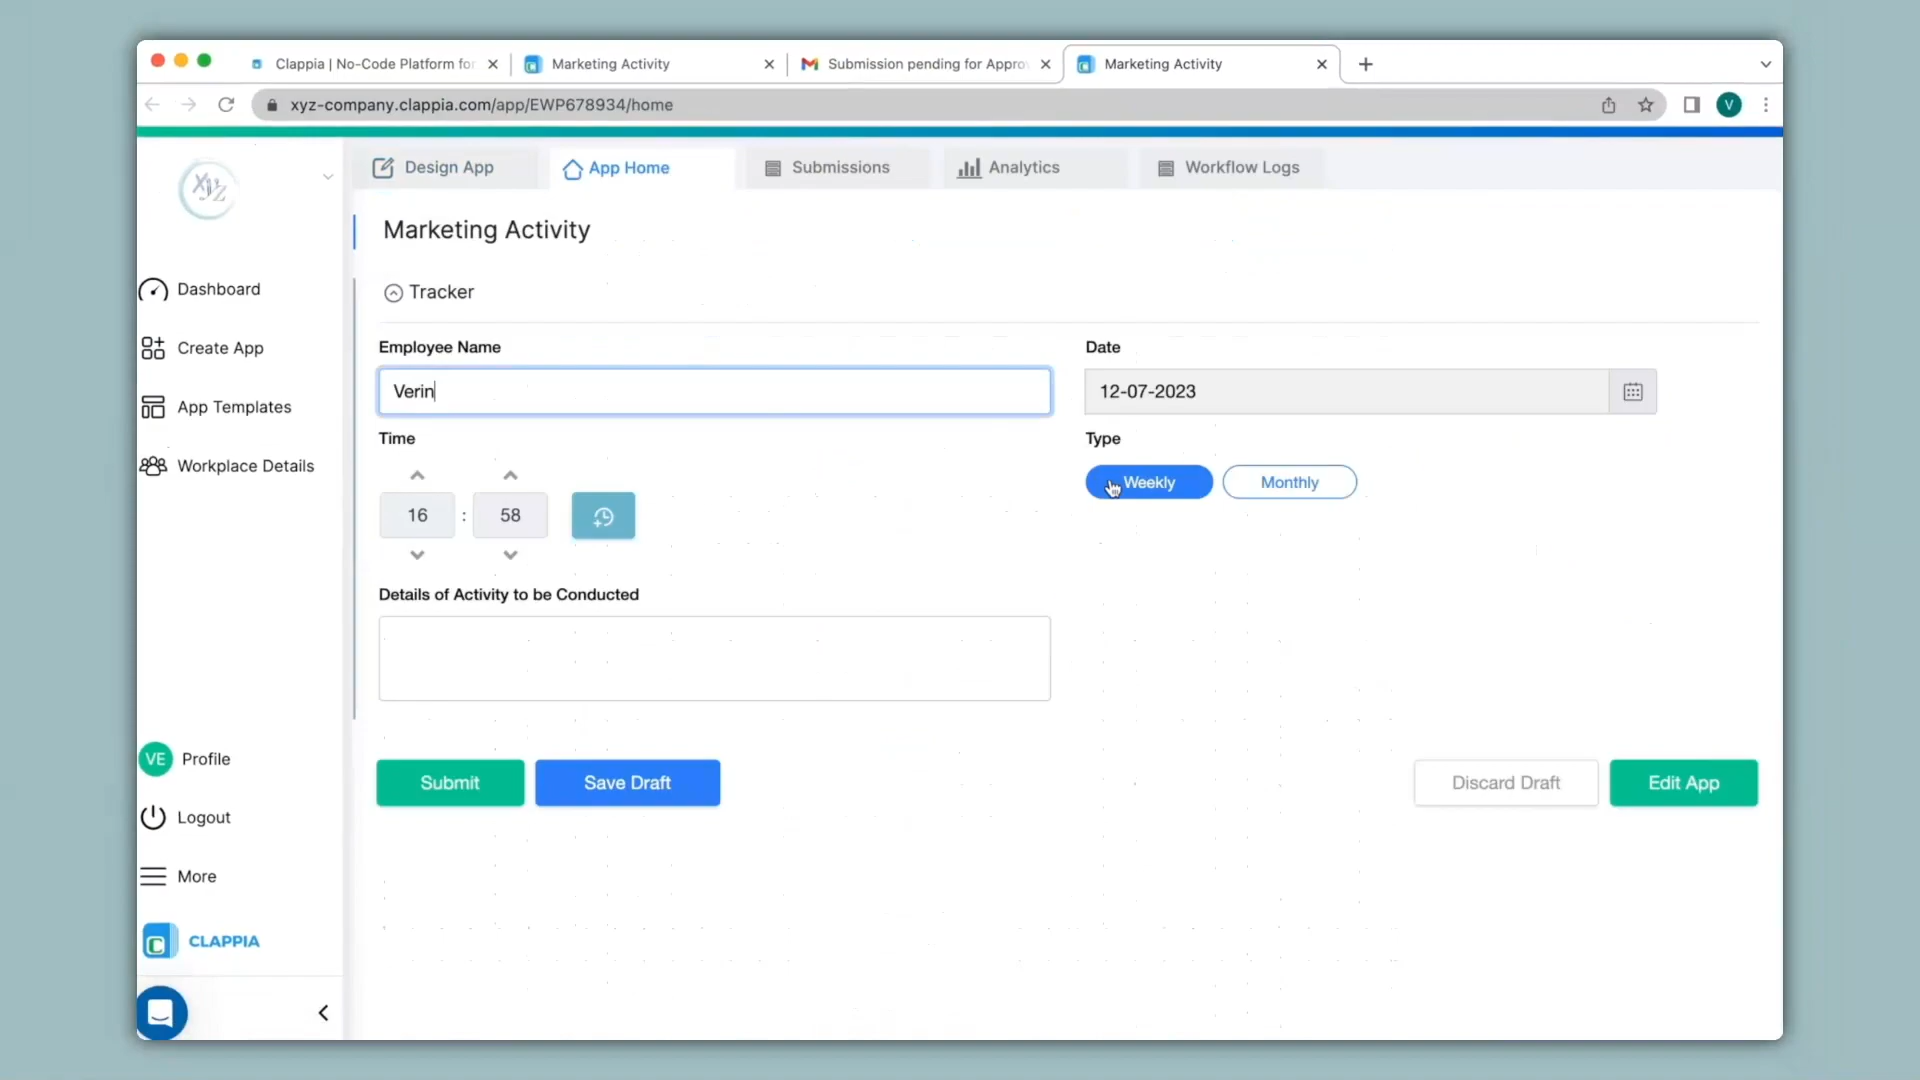 Clappia | No-Code Platform for
Marketing Activity
Submission pending for Appro
Marketing Activity
xyz-company.clappia.com/app/EWP678934/home
V
XYZ
Design App
App Home
Submissions
Analytics
Workflow Logs
Marketing Activity
Dashboard
Create App
App Templates
Workplace Details
Tracker
Employee Name
Verin
Date
12-07-2023
Time
16 : 58
Type
Weekly
Monthly
Details of Activity to be Conducted
Submit
Save Draft
Discard Draft
Edit App
VE Profile
Logout
More
C CLAPPIA